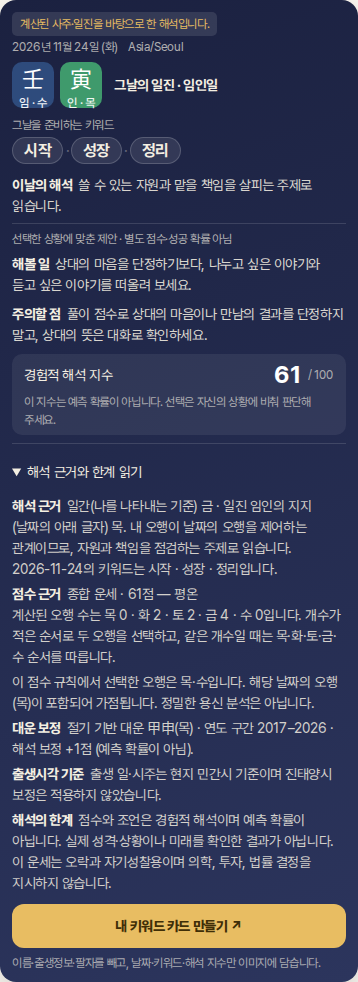 계산된 사주·일진을 바탕으로 한 해석입니다.
2026년 11월 24일 (화) Asia/Seoul
壬 寅 그날의 일진 · 임인일
임 · 수 인 · 목
그날을 준비하는 키워드
시작 · 성장 · 정리
이날의 해석 쓸 수 있는 자원과 맡을 책임을 살피는 주제로
읽습니다.
선택한 상황에 맞춘 제안 · 별도 점수·성공 확률 아님
해볼 일 상대의 마음을 단정하기보다, 나누고 싶은 이야기와
듣고 싶은 이야기를 떠올려 보세요.
주의할 점 풀이 점수로 상대의 마음이나 만남의 결과를 단정하지
말고, 상대의 뜻은 대화로 확인하세요.
경험적 해석 지수 61 / 100
이 지수는 예측 확률이 아닙니다. 선택은 자신의 상황에 비춰 판단해
주세요.
▼ 해석 근거와 한계 읽기
해석 근거 일간(나를 나타내는 기준) 금 · 일진 임인의 지지
(날짜의 아래 글자) 목. 내 오행이 날짜의 오행을 제어하는
관계이므로, 자원과 책임을 점검하는 주제로 읽습니다.
2026-11-24의 키워드는 시작 · 성장 · 정리입니다.
점수 근거 종합 운세 · 61점 — 평온
계산된 오행 수는 목 0 · 화 2 · 토 2 · 금 4 · 수 0입니다. 개수가
적은 순서로 두 오행을 선택하고, 같은 개수일 때는 목·화·토·금·
수 순서를 따릅니다.
이 점수 규칙에서 선택한 오행은 목·수입니다. 해당 날짜의 오행
(목)이 포함되어 가점됩니다. 정밀한 용신 분석은 아닙니다.
대운 보정 절기 기반 대운 甲申(목) · 연도 구간 2017–2026 ·
해석 보정 +1점 (예측 확률이 아님).
출생시각 기준 출생 일·시주는 현지 민간시 기준이며 진태양시
보정은 적용하지 않았습니다.
해석의 한계 점수와 조언은 경험적 해석이며 예측 확률이
아닙니다. 실제 성격·상황이나 미래를 확인한 결과가 아닙니다.
이 운세는 오락과 자기성찰용이며 의학, 투자, 법률 결정을
지시하지 않습니다.
내 키워드 카드 만들기 ↗
이름·출생정보·팔자를 빼고, 날짜·키워드·해석 지수만 이미지에 담습니다.